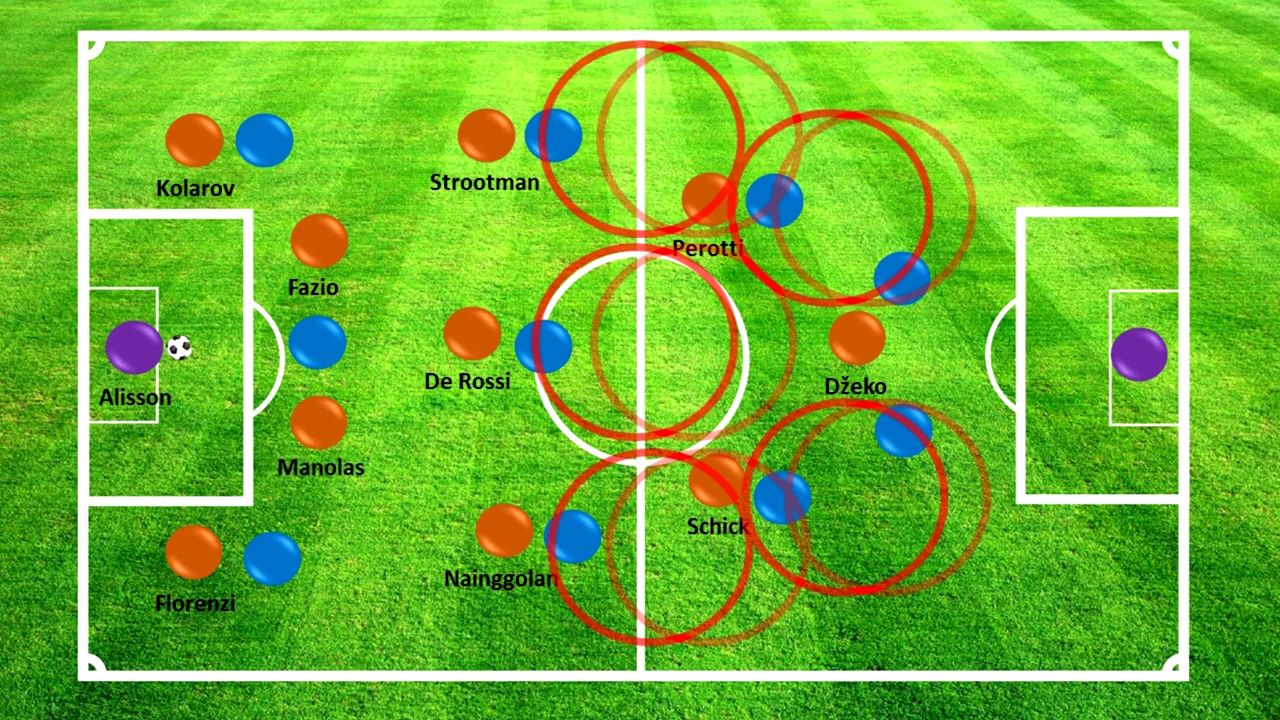 Kolarov
Strootman
Perotti
Fazio
De Rossi
Džeko
Alisson
Manolas
Schick
Nainggolan
Florenzi